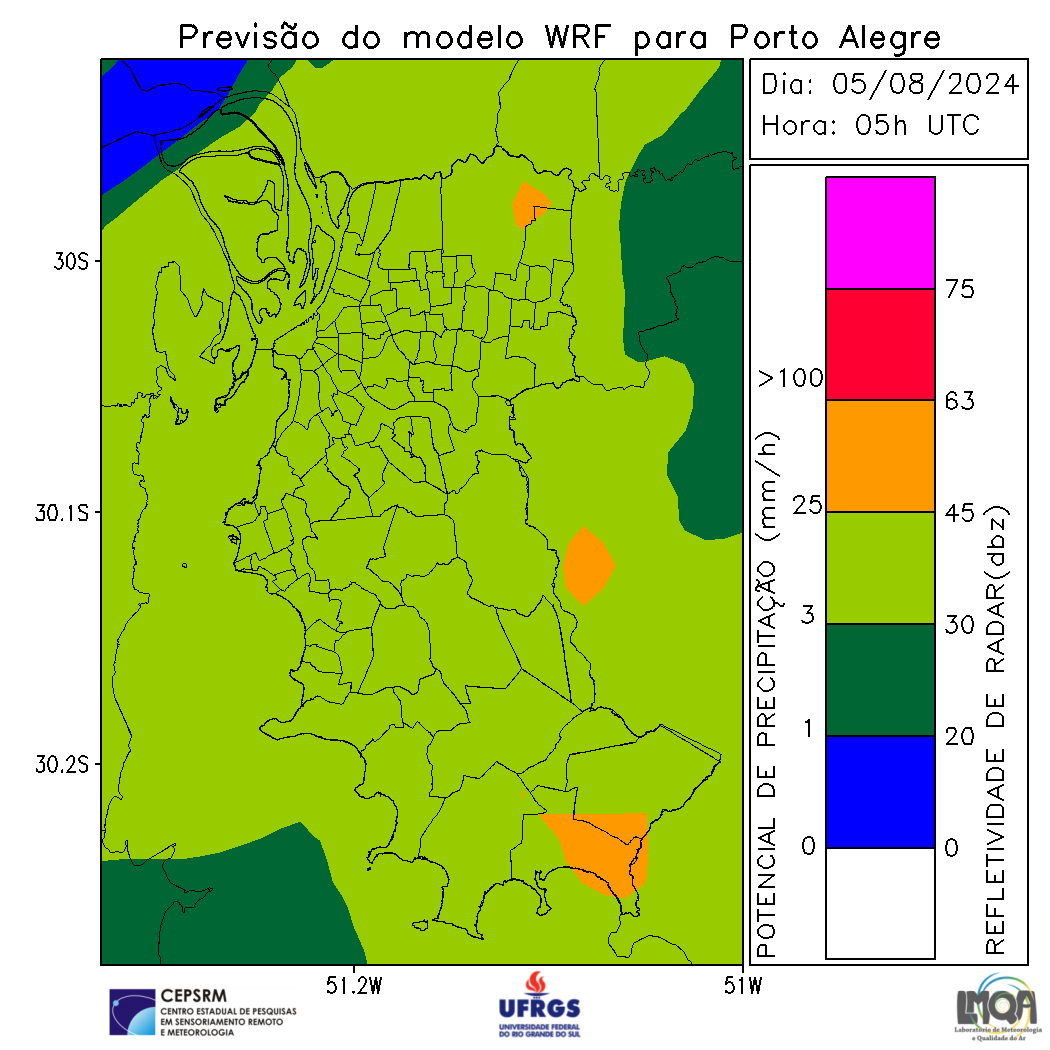 Previsão do modelo WRF para Porto Alegre
Dia: 05/08/2024
Hora: 05h UTC
30S
30.1S
30.2S
51.2W
51W
POTENCIAL DE PRECIPITAÇÃO (mm/h)
>100
25
3
1
0
75
63
45
30
20
0
REFLETIVIDADE DE RADAR(dbz)
CEPSRM
CENTRO ESTADUAL DE PESQUISAS
EM SENSORIAMENTO REMOTO
E METEOROLOGIA
UFRGS
UNIVERSIDADE FEDERAL
DO RIO GRANDE DO SUL
LMQA
Laboratório de Meteorologia
e Qualidade do Ar